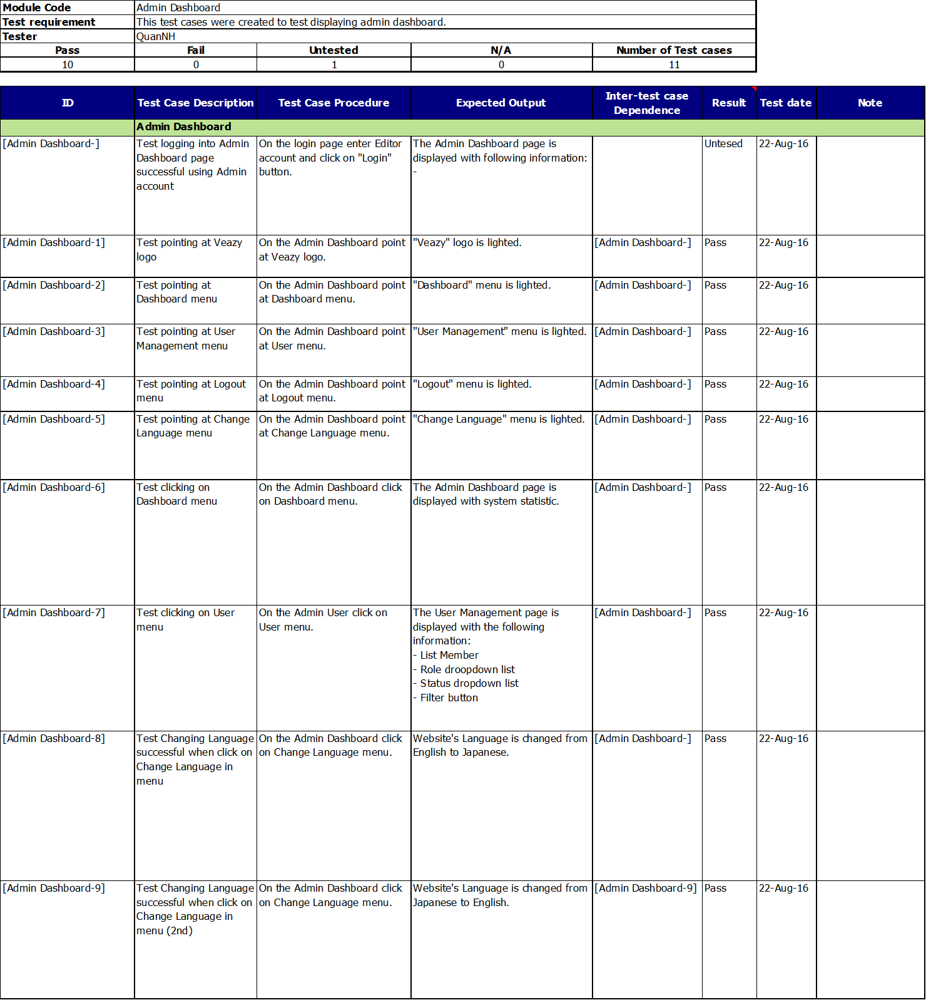 Module Code Admin Dashboard
Test requirement This test cases were created to test displaying admin dashboard.
Tester QuanNH
Pass Fail Untested N/A Number of Test cases
10 0 1 0 11
ID Test Case Description Test Case Procedure Expected Output Inter-test case Dependence Result Test date Note
Admin Dashboard
[Admin Dashboard-] Test logging into Admin On the login page enter Editor The Admin Dashboard page is Untesed 22-Aug-16
Dashboard page account and click on "Login" displayed with following information:
successful using Admin button. -
account
[Admin Dashboard-1] Test pointing at Veazy On the Admin Dashboard point "Veazy" logo is lighted. [Admin Dashboard-] Pass 22-Aug-16
logo at Veazy logo.
[Admin Dashboard-2] Test pointing at On the Admin Dashboard point "Dashboard" menu is lighted. [Admin Dashboard-] Pass 22-Aug-16
Dashboard menu at Dashboard menu.
[Admin Dashboard-3] Test pointing at User On the Admin Dashboard point "User Management" menu is lighted. [Admin Dashboard-] Pass 22-Aug-16
Management menu at User menu.
[Admin Dashboard-4] Test pointing at Logout On the Admin Dashboard point "Logout" menu is lighted. [Admin Dashboard-] Pass 22-Aug-16
menu at Logout menu.
[Admin Dashboard-5] Test pointing at Change On the Admin Dashboard point "Change Language" menu is lighted. [Admin Dashboard-] Pass 22-Aug-16
Language menu at Change Language menu.
[Admin Dashboard-6] Test clicking on On the Admin Dashboard click The Admin Dashboard page is [Admin Dashboard-] Pass 22-Aug-16
Dashboard menu on Dashboard menu. displayed with system statistic.
[Admin Dashboard-7] Test clicking on User On the Admin User click on The User Management page is [Admin Dashboard-] Pass 22-Aug-16
menu User menu. displayed with the following
information:
- List Member
- Role droopdown list
- Status dropdown list
- Filter button
[Admin Dashboard-8] Test Changing Language On the Admin Dashboard click Website's Language is changed from [Admin Dashboard-] Pass 22-Aug-16
successful when click on on Change Language menu. English to Japanese.
Change Language in
menu
[Admin Dashboard-9] Test Changing Language On the Admin Dashboard click Website's Language is changed from [Admin Dashboard-9] Pass 22-Aug-16
successful when click on on Change Language menu. Japanese to English.
Change Language in
menu (2nd)